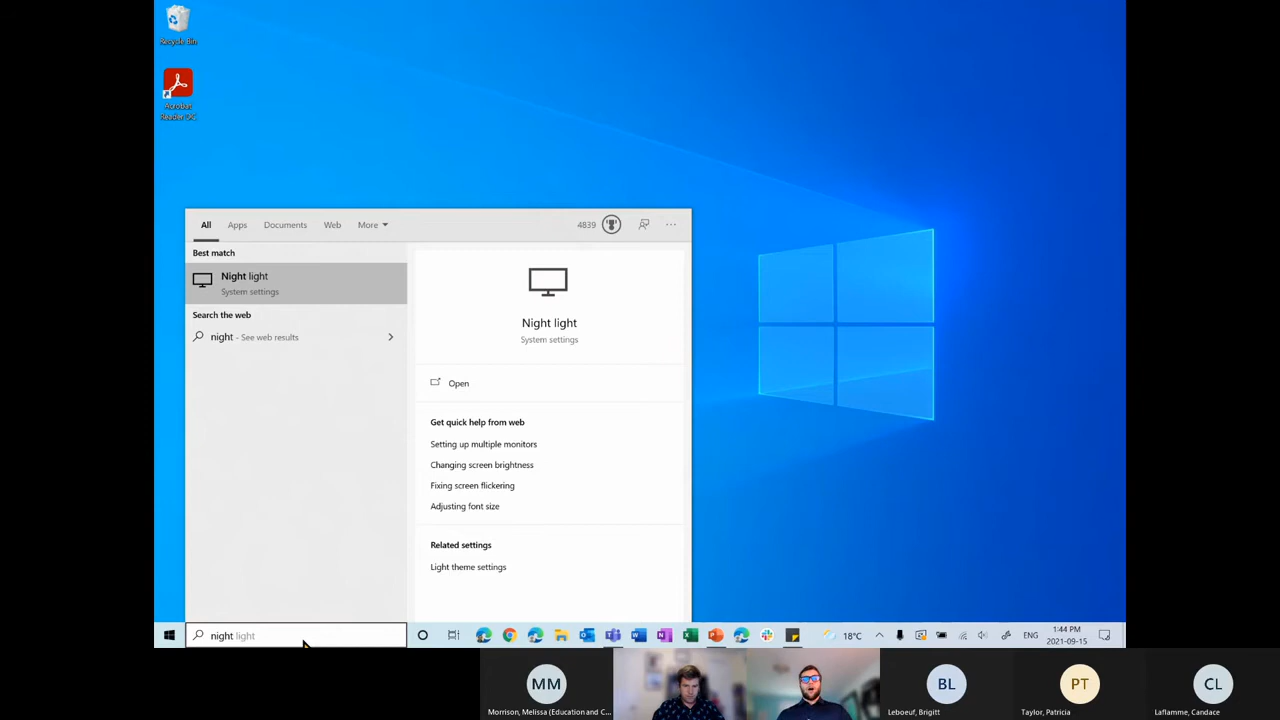 Recycle Bin
Acrobat
Reader DC
All
Apps
Documents
Web
More
4839
Best match
Night light
System settings
Search the web
night - See web results
Night light
System settings
Open
Get quick help from web
Setting up multiple monitors
Changing screen brightness
Fixing screen flickering
Adjusting font size
Related settings
Light theme settings
night light
18°C
ENG
1:44 PM
2021-09-15
MM
Morrison, Melissa (Education and C...
BL
Leboeuf, Brigitt
PT
Taylor, Patricia
CL
Laflamme, Candace